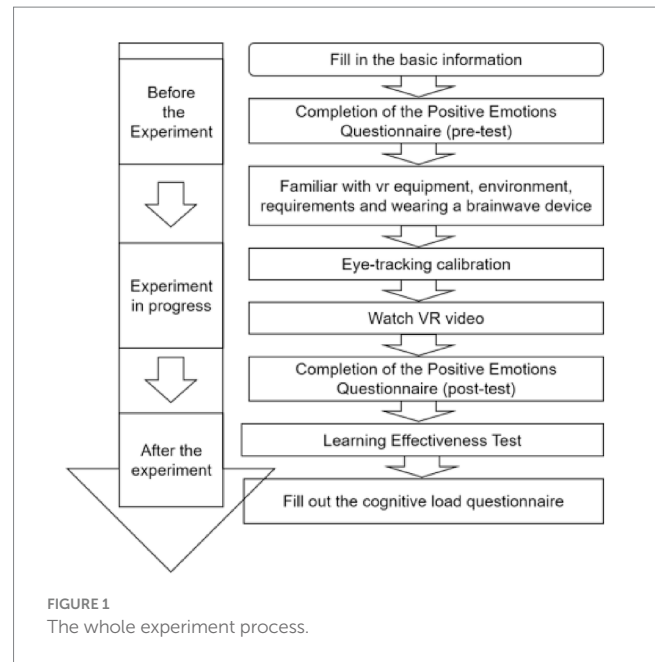 Before
the
Experiment
Experiment
in progress
After the
experiment
Fill in the basic information
Completion of the Positive Emotions
Questionnaire (pre-test)
Familiar with vr equipment, environment,
requirements and wearing a brainwave device
Eye-tracking calibration
Watch VR video
Completion of the Positive Emotions
Questionnaire (post-test)
Learning Effectiveness Test
Fill out the cognitive load questionnaire
FIGURE 1
The whole experiment process.